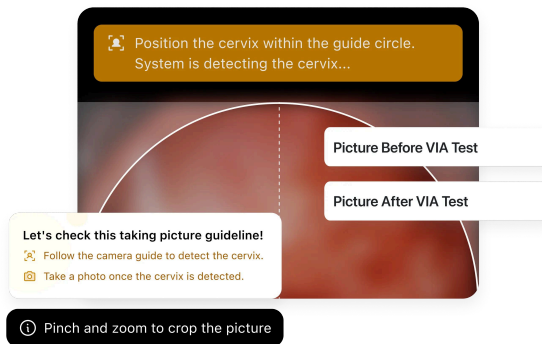 Position the cervix within the guide circle.
System is detecting the cervix...
Picture Before VIA Test
Picture After VIA Test
Let's check this taking picture guideline!
Follow the camera guide to detect the cervix.
Take a photo once the cervix is detected.
Pinch and zoom to crop the picture